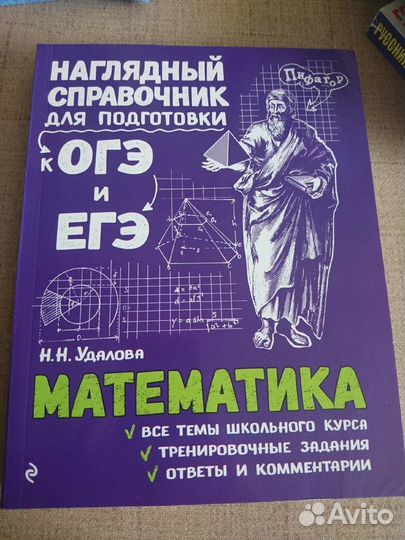 НАГЛЯДНЫЙ
СПРАВОЧНИК
ДЛЯ ПОДГОТОВКИ
К ОГЭ
И
ЕГЭ
Пифагор
Н. Н. УДАЛОВА
МАТЕМАТИКА
√ ВСЕ ТЕМЫ ШКОЛЬНОГО КУРСА
√ ТРЕНИРОВОЧНЫЕ ЗАДАНИЯ
√ ОТВЕТЫ И КОММЕНТАРИИ
Avito